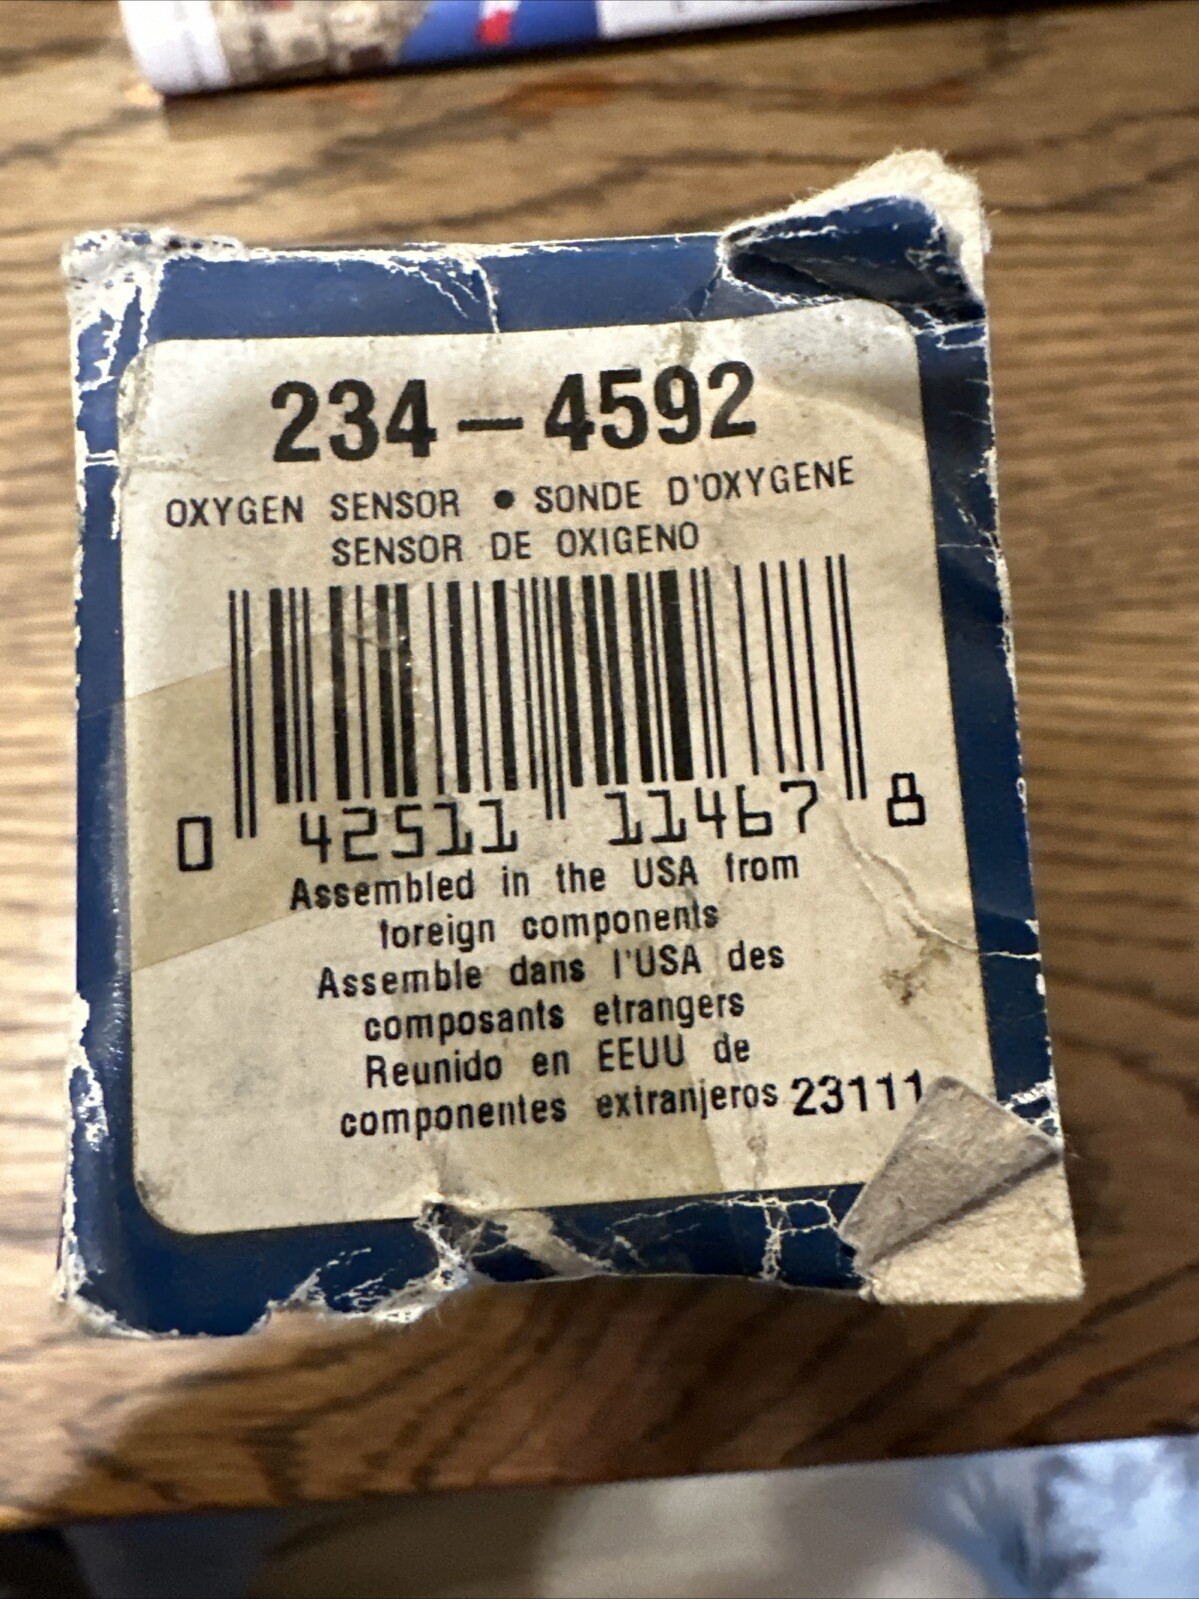 234-4592
OXYGEN SENSOR • SONDE D'OXYGENE
SENSOR DE OXIGENO
0 42511 11467 8
Assembled in the USA from
foreign components
Assemble dans l'USA des
composants etrangers
Reunido en EEUU de
componentes extranjeros 23111